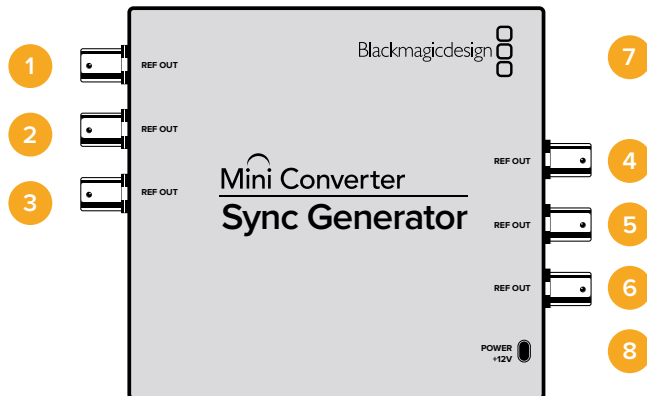 1
REF OUT
2
REF OUT
3
REF OUT
Blackmagicdesign
7
Mini Converter
Sync Generator
REF OUT
4
REF OUT
5
REF OUT
6
POWER
+12V
8